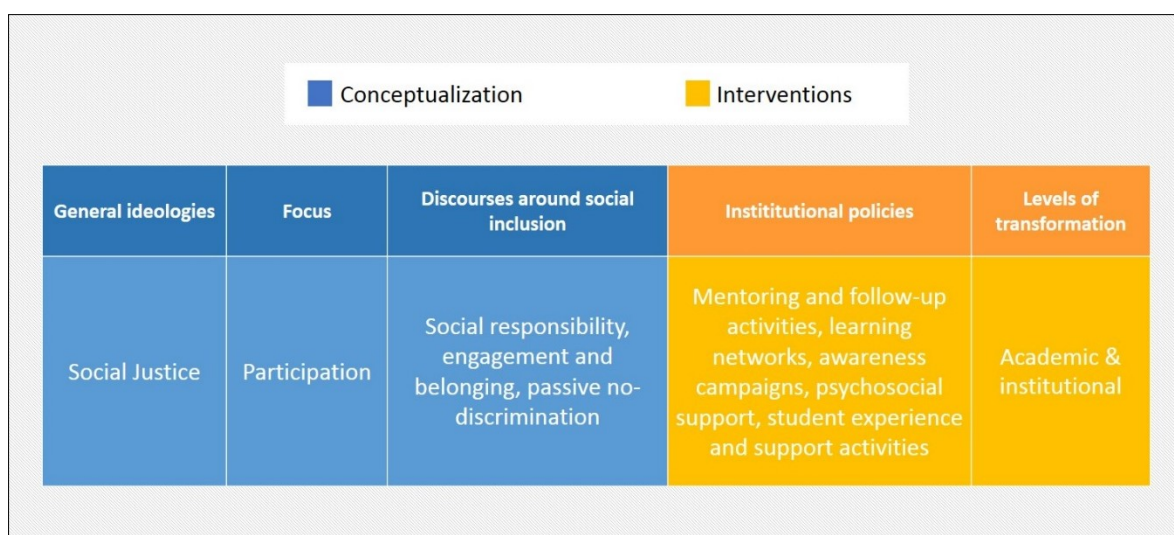 Conceptualization
Interventions
General ideologies
Focus
Discourses around social
inclusion
Instititutional policies
Levels of
transformation
Social Justice
Participation
Social responsibility,
engagement and
belonging, passive no-
discrimination
Mentoring and follow-up
activities, learning
networks, awareness
campaigns, psychosocial
support, student experience
and support activities
Academic &
institutional